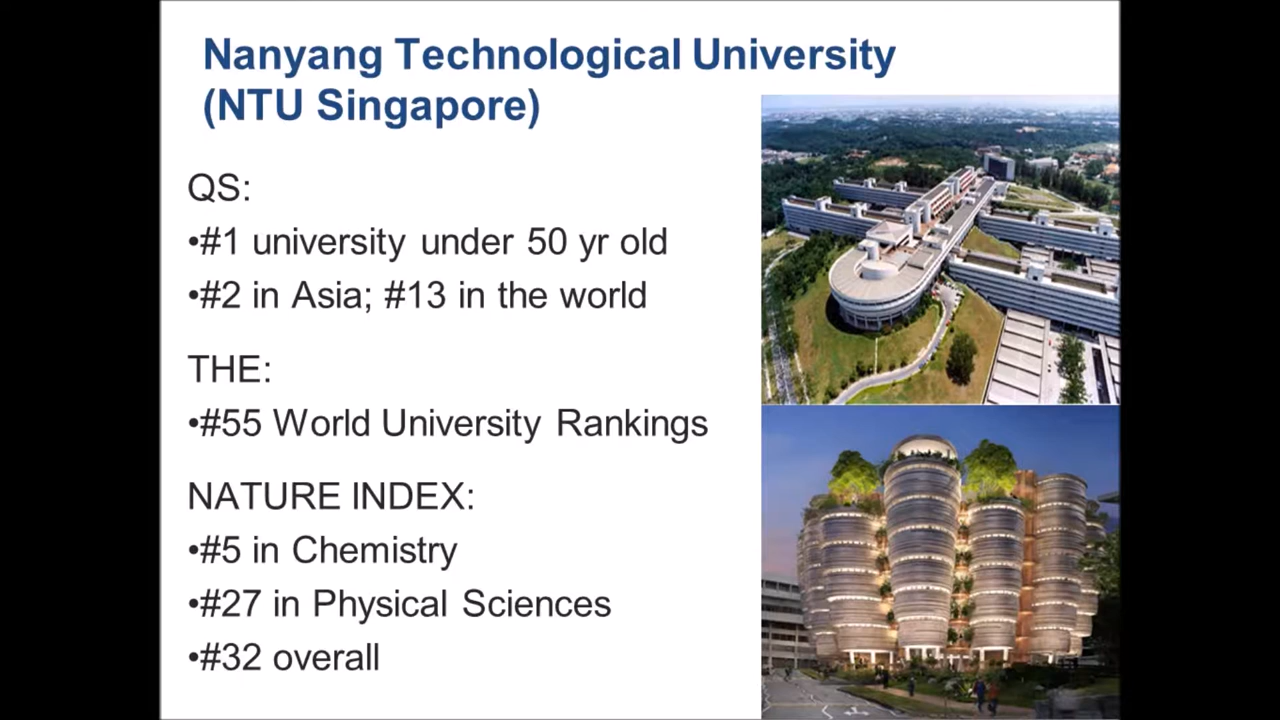 Nanyang Technological University
(NTU Singapore)
QS:
•#1 university under 50 yr old
•#2 in Asia; #13 in the world
THE:
•#55 World University Rankings
NATURE INDEX:
•#5 in Chemistry
•#27 in Physical Sciences
•#32 overall